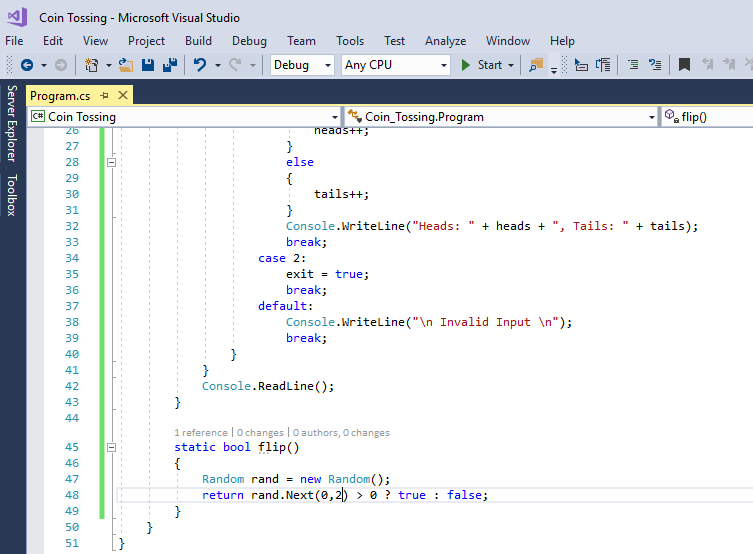 Coin Tossing - Microsoft Visual Studio
File Edit View Project Build Debug Team Tools Test Analyze Window Help
Debug Any CPU Start
Server Explorer
Toolbox
Program.cs
C# Coin Tossing Coin_Tossing.Program flip()
26 heads++;
27 }
28 else
29 {
30 tails++;
31 }
32 Console.WriteLine("Heads: " + heads + ", Tails: " + tails);
33 break;
34 case 2:
35 exit = true;
36 break;
37 default:
38 Console.WriteLine("\n Invalid Input \n");
39 break;
40 }
41 }
42 Console.ReadLine();
43 }
44
1 reference | 0 changes | 0 authors, 0 changes
45 static bool flip()
46 {
47 Random rand = new Random();
48 return rand.Next(0,2) > 0 ? true : false;
49 }
50 }
51 }